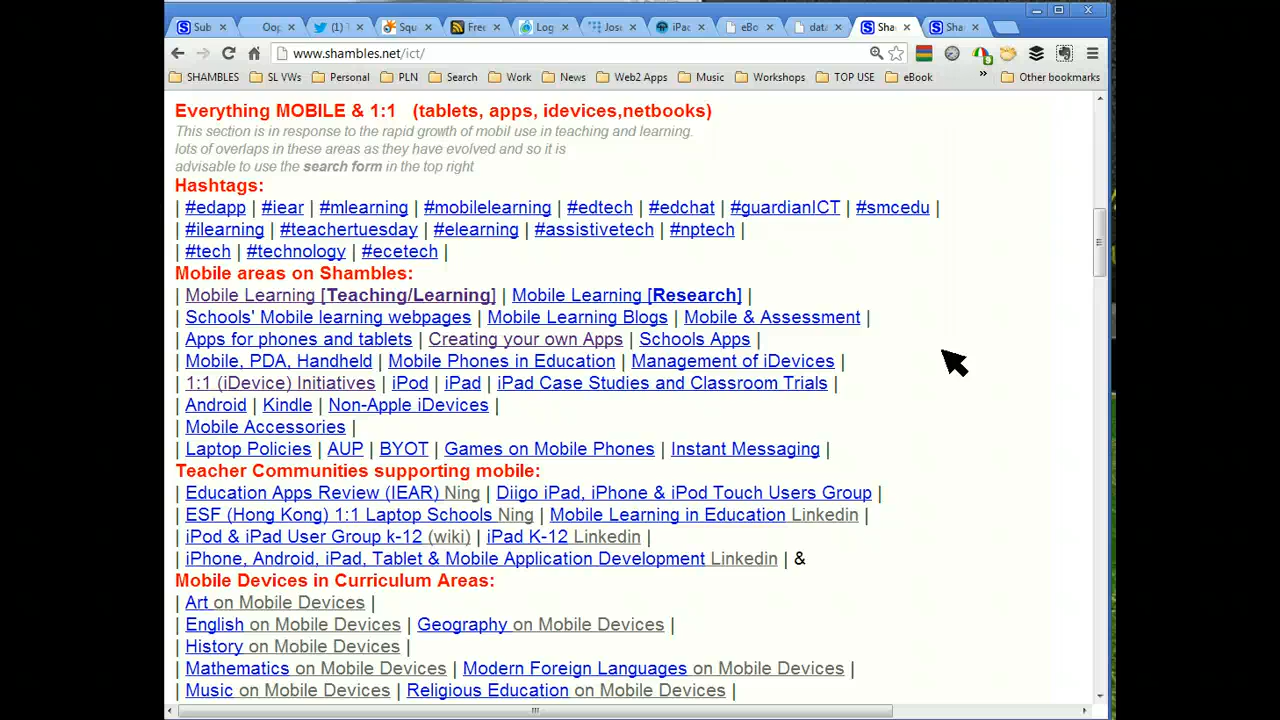 Sub
Oop
(1) T
Squ
Free
Log
Jos
iPac
eBo
data
Sha
Sha
www.shambles.net/ict/
SHAMBLES
SL VWs
Personal
PLN
Search
Work
News
Web2 Apps
Music
Workshops
TOP USE
eBook
»
Other bookmarks
Everything MOBILE & 1:1 (tablets, apps, idevices,netbooks)
This section is in response to the rapid growth of mobil use in teaching and learning.
lots of overlaps in these areas as they have evolved and so it is
advisable to use the search form in the top right
Hashtags:
| #edapp | #iear | #mlearning | #mobilelearning | #edtech | #edchat | #guardianICT | #smcedu |
| #ilearning | #teachertuesday | #elearning | #assistivetech | #nptech |
| #tech | #technology | #ecetech |
Mobile areas on Shambles:
| Mobile Learning [Teaching/Learning] | Mobile Learning [Research] |
| Schools' Mobile learning webpages | Mobile Learning Blogs | Mobile & Assessment |
| Apps for phones and tablets | Creating your own Apps | Schools Apps |
| Mobile, PDA, Handheld | Mobile Phones in Education | Management of iDevices |
| 1:1 (iDevice) Initiatives | iPod | iPad | iPad Case Studies and Classroom Trials |
| Android | Kindle | Non-Apple iDevices |
| Mobile Accessories |
| Laptop Policies | AUP | BYOT | Games on Mobile Phones | Instant Messaging |
Teacher Communities supporting mobile:
| Education Apps Review (IEAR) Ning | Diigo iPad, iPhone & iPod Touch Users Group |
| ESF (Hong Kong) 1:1 Laptop Schools Ning | Mobile Learning in Education Linkedin |
| iPod & iPad User Group k-12 (wiki) | iPad K-12 Linkedin |
| iPhone, Android, iPad, Tablet & Mobile Application Development Linkedin | &
Mobile Devices in Curriculum Areas:
| Art on Mobile Devices |
| English on Mobile Devices | Geography on Mobile Devices |
| History on Mobile Devices |
| Mathematics on Mobile Devices | Modern Foreign Languages on Mobile Devices |
| Music on Mobile Devices | Religious Education on Mobile Devices |